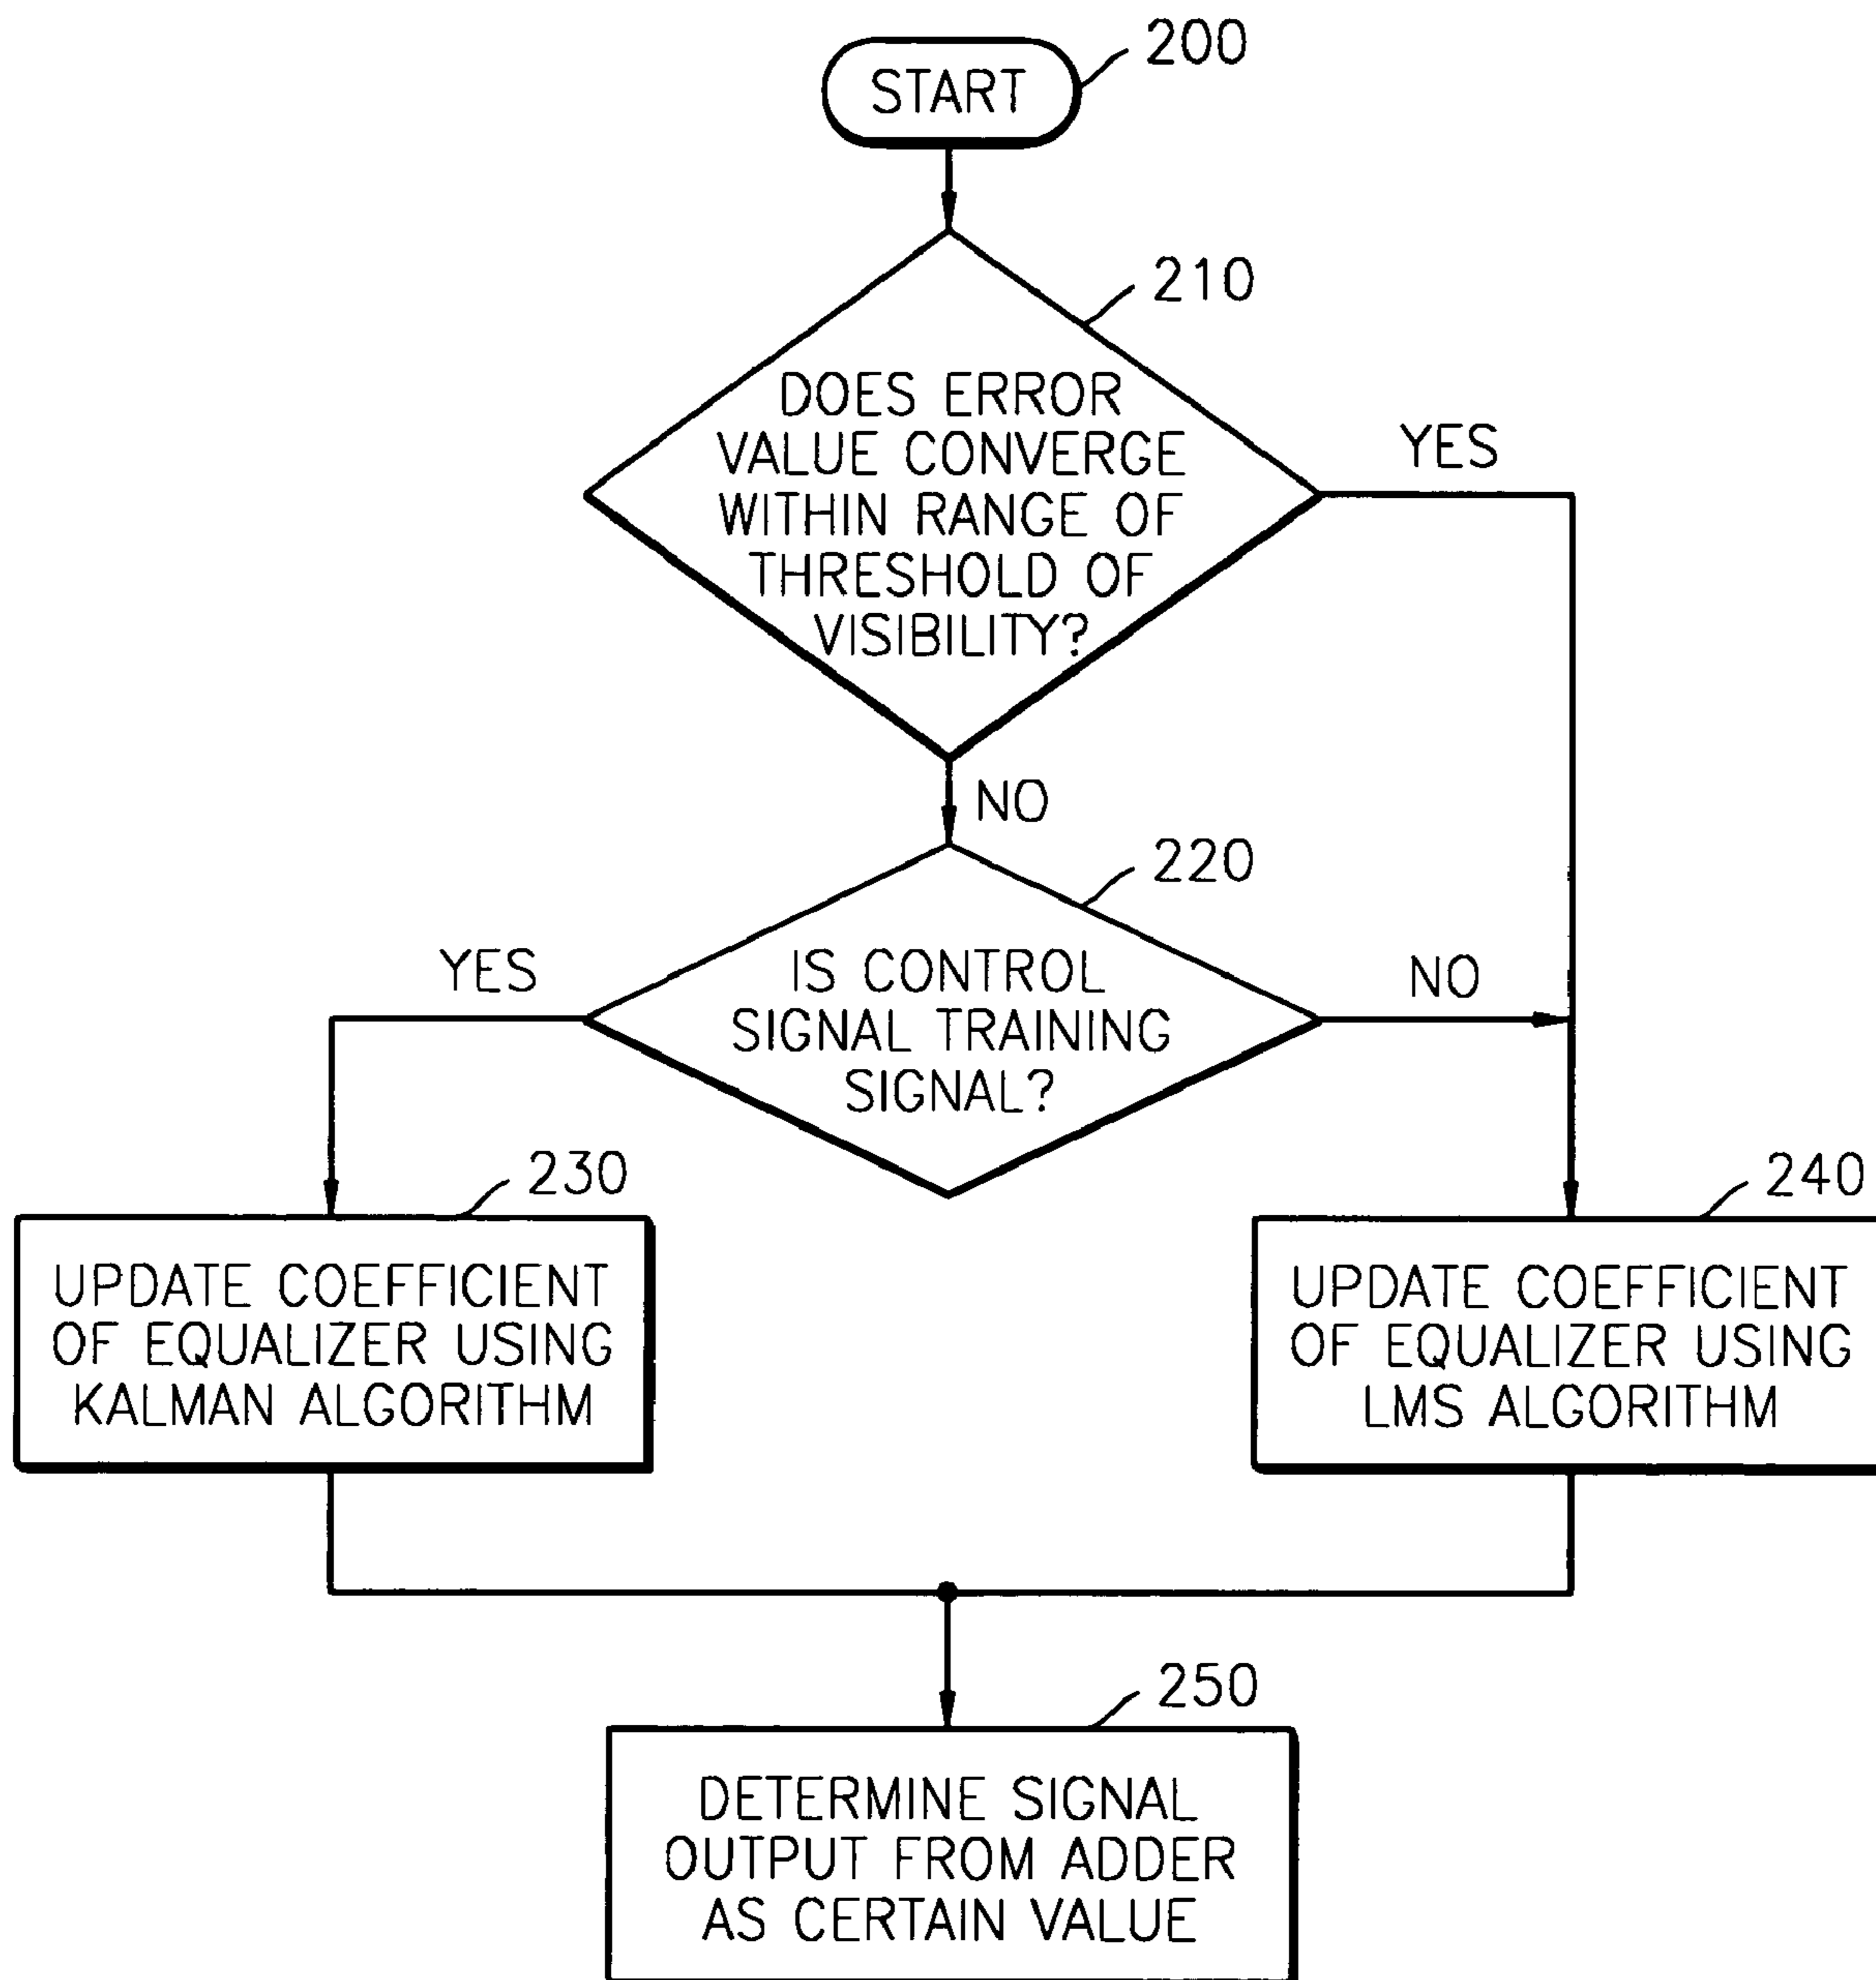 200
START
210
DOES ERROR
VALUE CONVERGE
WITHIN RANGE OF
THRESHOLD OF
VISIBILITY?
YES
NO
220
IS CONTROL
SIGNAL TRAINING
SIGNAL?
YES
NO
230
UPDATE COEFFICIENT
OF EQUALIZER USING
KALMAN ALGORITHM
240
UPDATE COEFFICIENT
OF EQUALIZER USING
LMS ALGORITHM
250
DETERMINE SIGNAL
OUTPUT FROM ADDER
AS CERTAIN VALUE